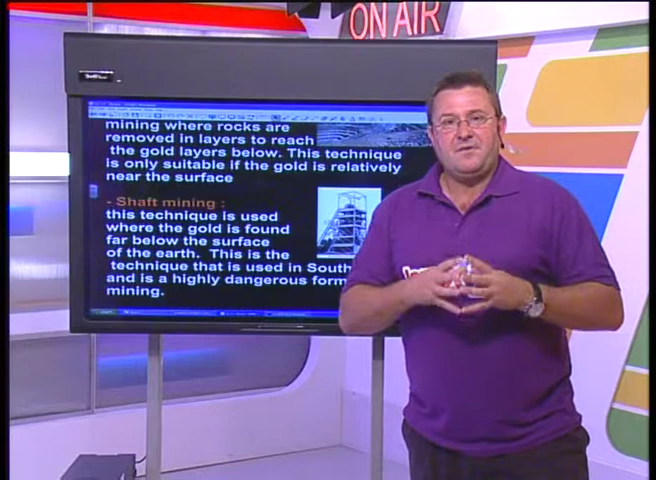 ON AIR
mining where rocks are
removed in layers to reach
the gold layers below. This technique
is only suitable if the gold is relatively
near the surface
- Shaft mining :
this technique is used
where the gold is found
far below the surface
of the earth. This is the
technique that is used in South
and is a highly dangerous form
mining.